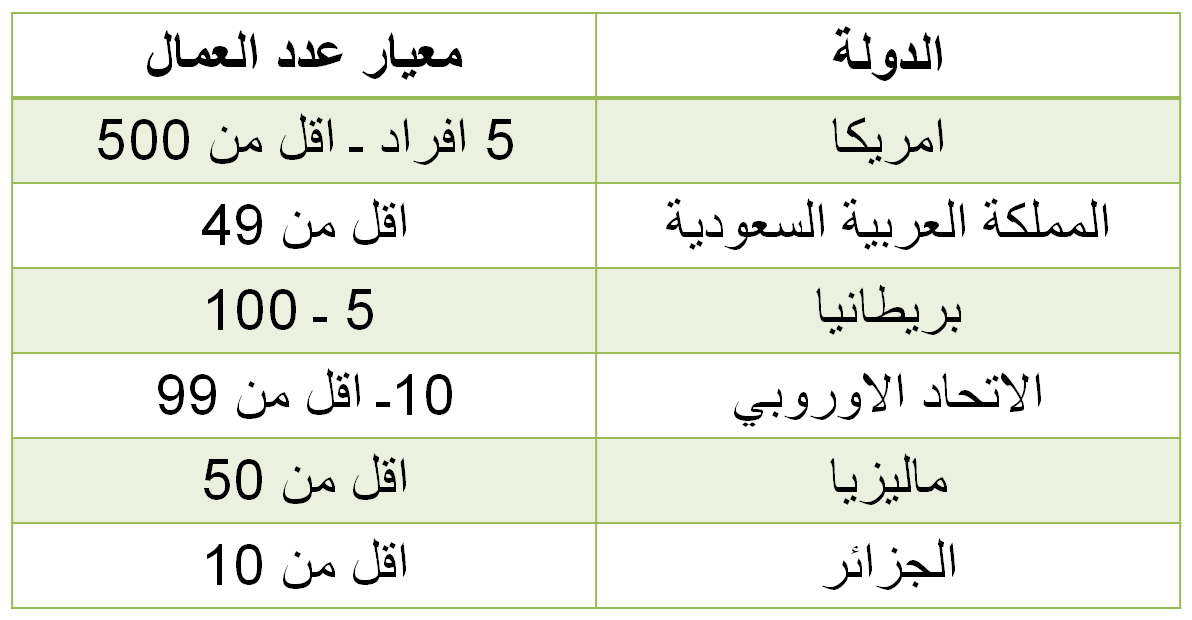 الدولة معيار عدد العمال
امريكا 5 افراد - اقل من 500
المملكة العربية السعودية اقل من 49
بريطانيا 5 - 100
الاتحاد الاوروبي 10- اقل من 99
ماليزيا اقل من 50
الجزائر اقل من 10